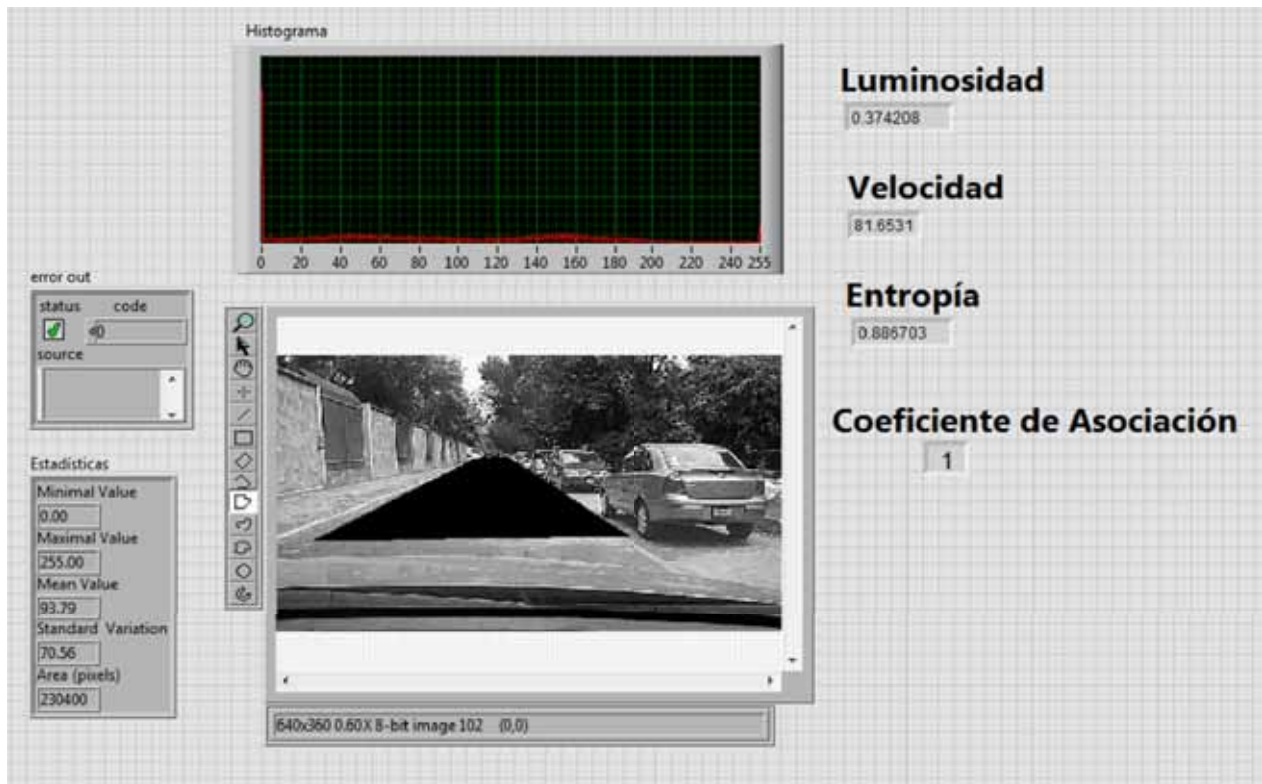 Histograma
0 20 40 60 80 100 120 140 160 180 200 220 240 255
Luminosidad
0.374208
Velocidad
81.6531
Entropía
0.886703
Coeficiente de Asociación
1
error out
status code
0
source
Estadísticas
Minimal Value
0.00
Maximal Value
255.00
Mean Value
93.79
Standard Variation
70.56
Area (pixels)
230400
640x360 0.60X 8-bit image 102 (0,0)